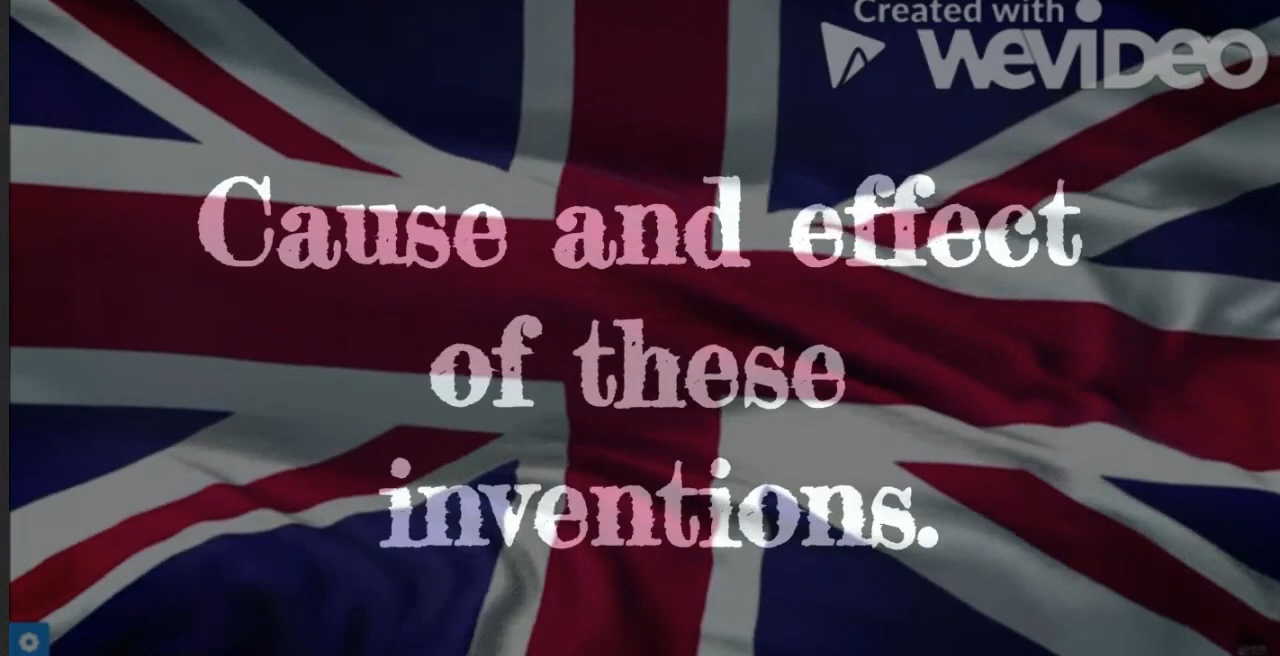 Created with
WEVIDEO
Cause and effect
of these
inventions.